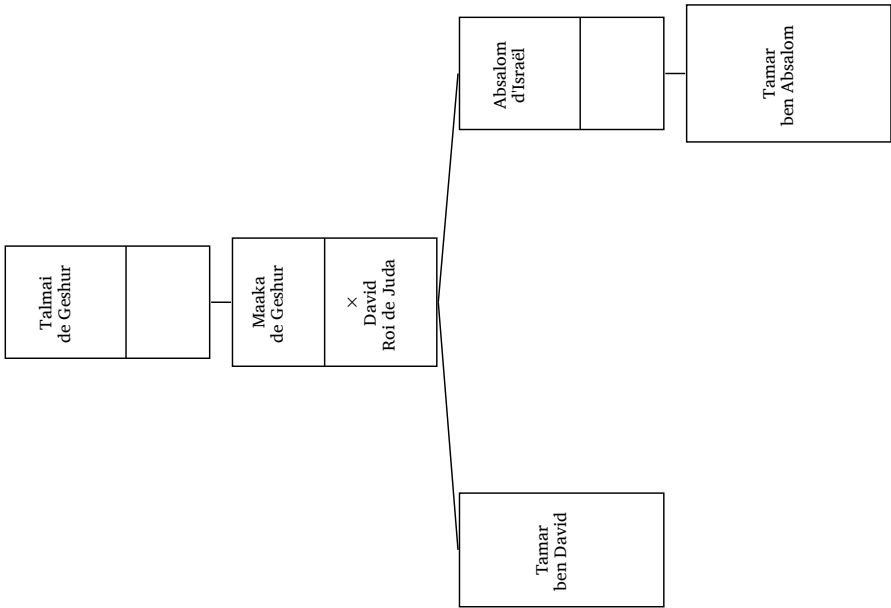 Talmai
de Geshur
Maaka
de Geshur
×
David
Roi de Juda
Tamar
ben David
Absalom
d'Israël
Tamar
ben Absalom